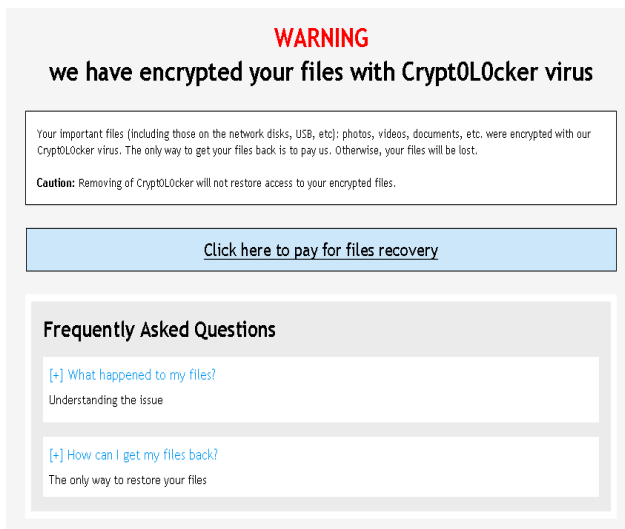 WARNING
we have encrypted your files with Crypt0L0cker virus
Your important files (including those on the network disks, USB, etc): photos, videos, documents, etc. were encrypted with our
Crypt0L0cker virus. The only way to get your files back is to pay us. Otherwise, your files will be lost.
Caution: Removing of Crypt0L0cker will not restore access to your encrypted files.
Click here to pay for files recovery
Frequently Asked Questions
[+] What happened to my files?
Understanding the issue
[+] How can I get my files back?
The only way to restore your files